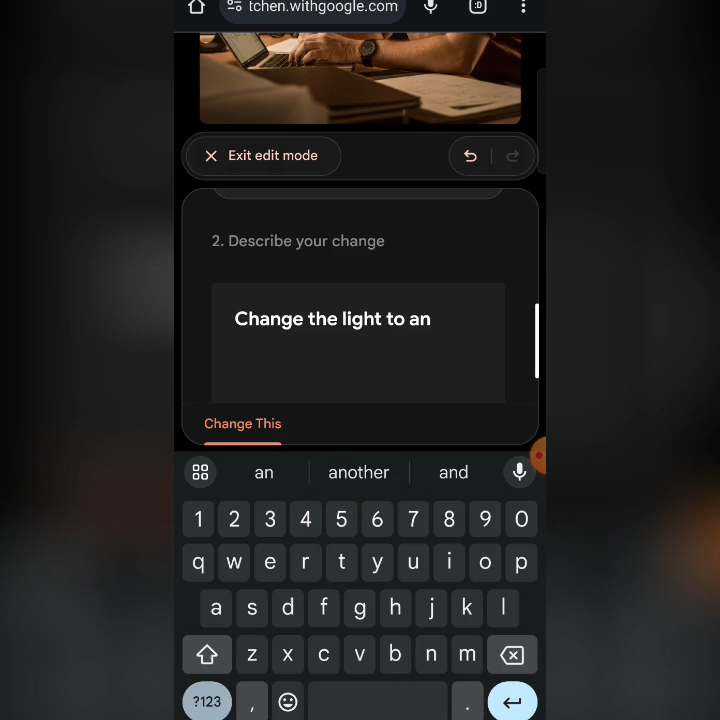 tchen.withgoogle.com
:D
Exit edit mode
2. Describe your change
Change the light to an
Change This
an another and
1 2 3 4 5 6 7 8 9 0
q w e r t y u i o p
a s d f g h j k l
z x c v b n m
?123 , .